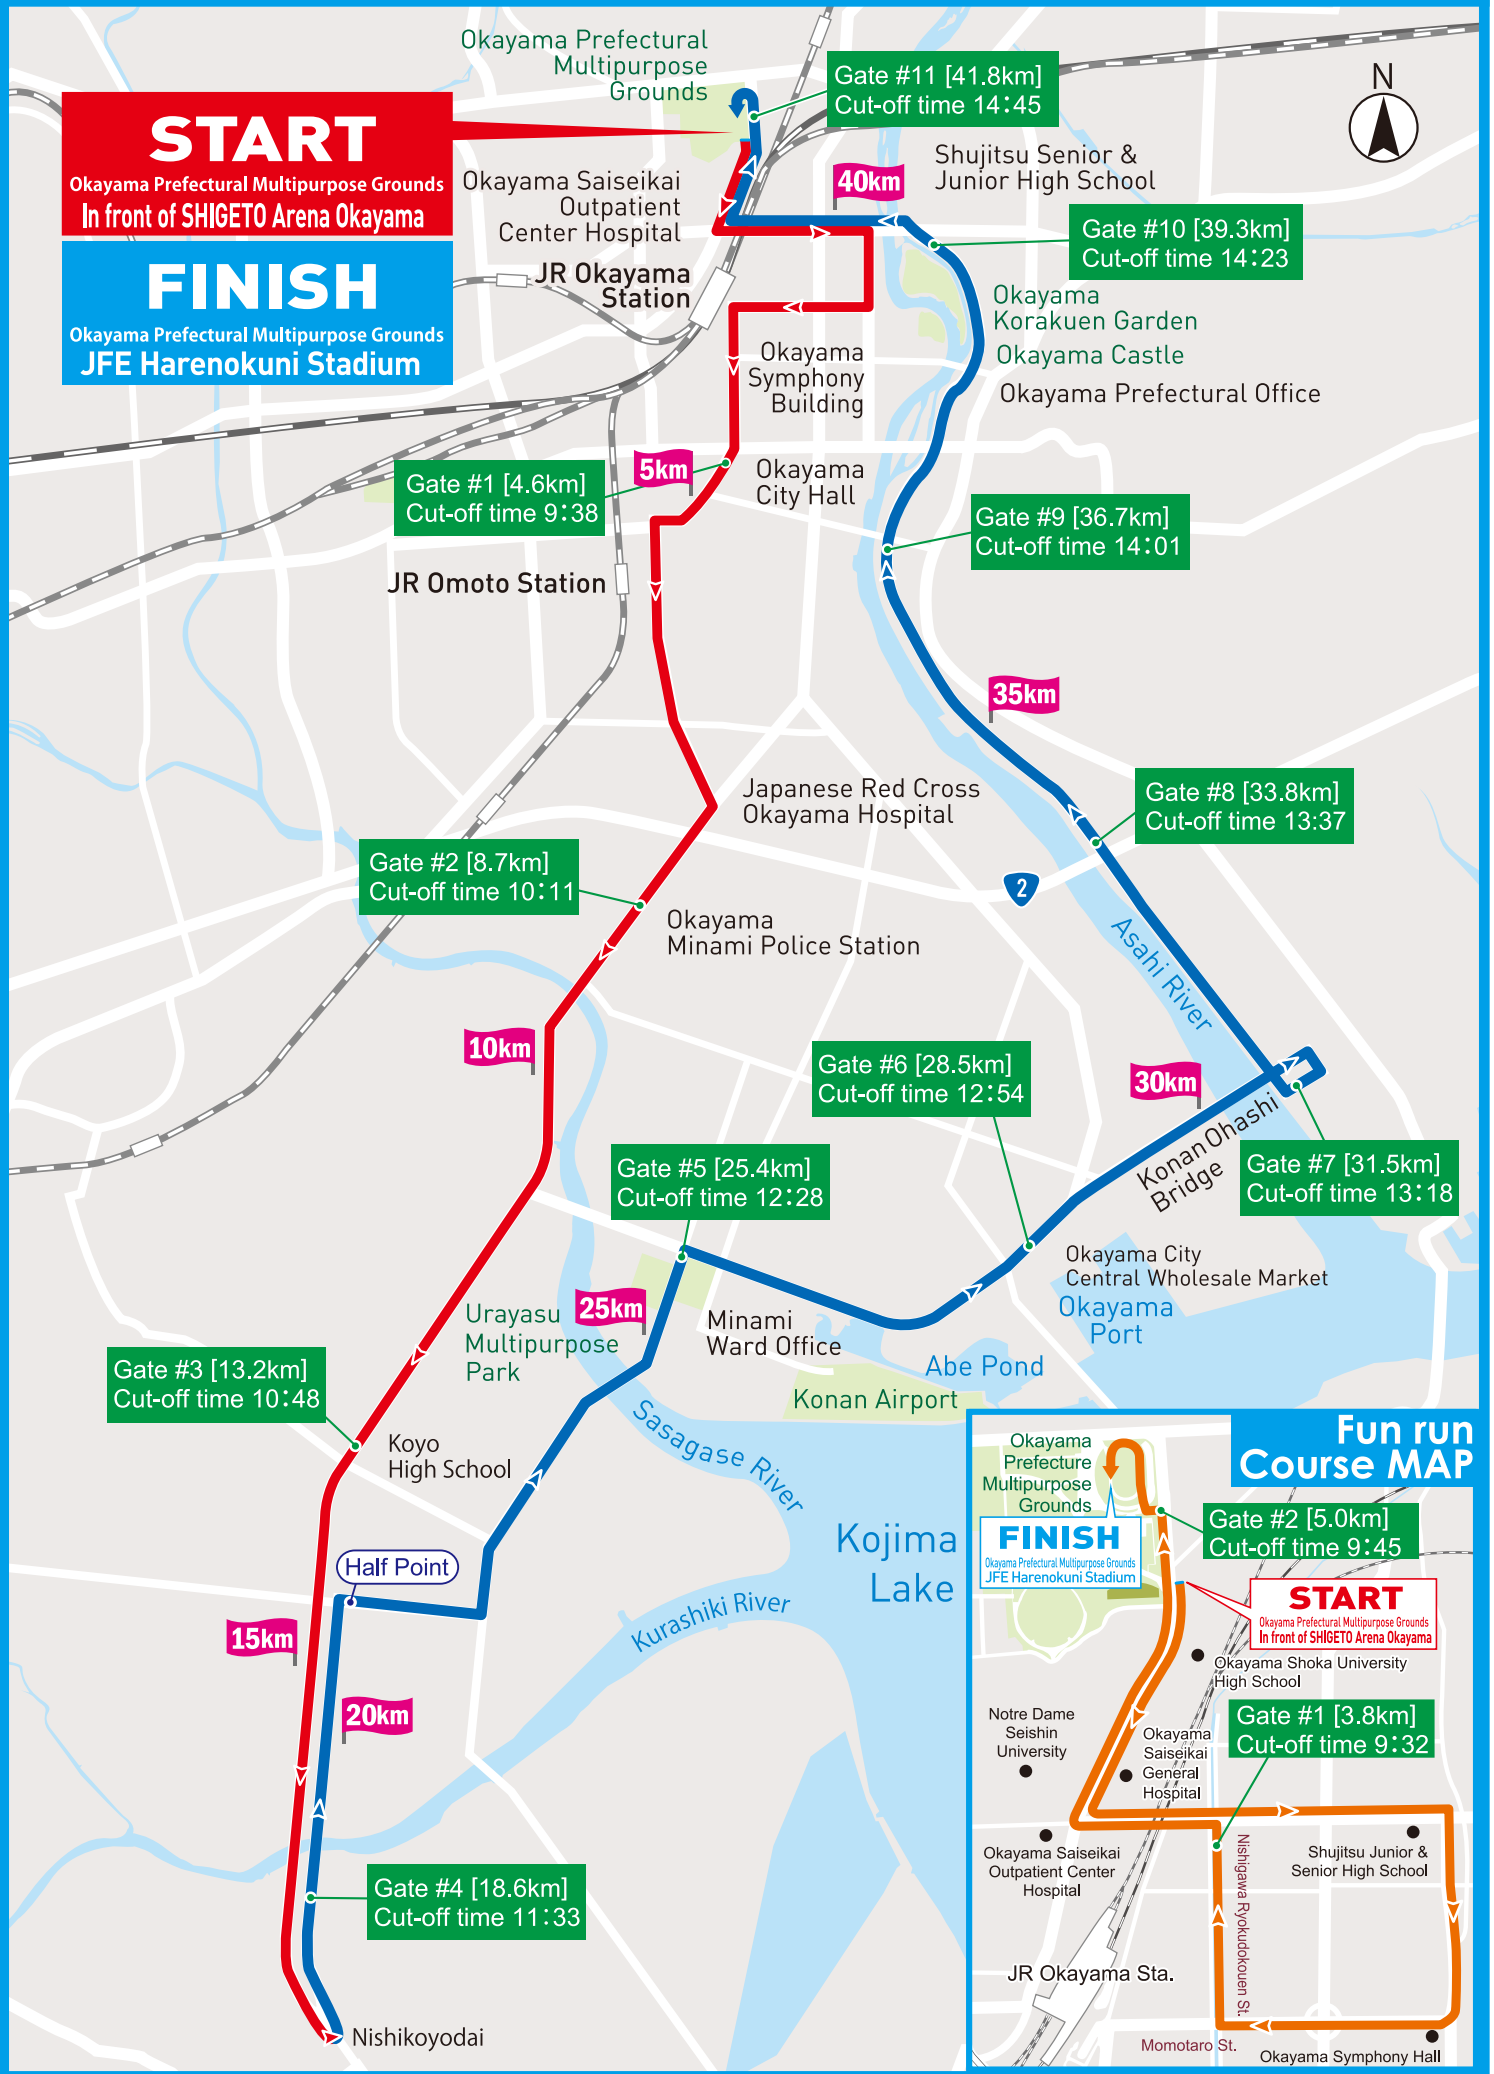 Okayama Prefectural
Multipurpose
Grounds
Gate #11 [41.8km]
Cut-off time 14:45
N
START
Okayama Prefectural Multipurpose Grounds
In front of SHIGETO Arena Okayama
FINISH
Okayama Prefectural Multipurpose Grounds
JFE Harenokuni Stadium
Okayama Saiseikai
Outpatient
Center Hospital
40km
Shujitsu Senior &
Junior High School
Gate #10 [39.3km]
Cut-off time 14:23
JR Okayama
Station
Okayama
Korakuen Garden
Okayama Castle
Okayama Prefectural Office
Okayama
Symphony
Building
5km
Gate #1 [4.6km]
Cut-off time 9:38
Okayama
City Hall
Gate #9 [36.7km]
Cut-off time 14:01
JR Omoto Station
35km
Japanese Red Cross
Okayama Hospital
Gate #8 [33.8km]
Cut-off time 13:37
Gate #2 [8.7km]
Cut-off time 10:11
2
Okayama
Minami Police Station
Asahi River
10km
Gate #6 [28.5km]
Cut-off time 12:54
30km
Konan Ohashi
Bridge
Gate #5 [25.4km]
Cut-off time 12:28
Gate #7 [31.5km]
Cut-off time 13:18
Okayama City
Central Wholesale Market
Okayama
Port
Urayasu
Multipurpose
Park
25km
Minami
Ward Office
Abe Pond
Konan Airport
Gate #3 [13.2km]
Cut-off time 10:48
Koyo
High School
Sasagase River
Kojima
Lake
Half Point
Kurashiki River
15km
20km
Gate #4 [18.6km]
Cut-off time 11:33
Nishikoyodai
Fun run
Course MAP
Okayama
Prefecture
Multipurpose
Grounds
Gate #2 [5.0km]
Cut-off time 9:45
FINISH
Okayama Prefectural Multipurpose Grounds
JFE Harenokuni Stadium
START
Okayama Prefectural Multipurpose Grounds
In front of SHIGETO Arena Okayama
Okayama Shoka University
High School
Notre Dame
Seishin
University
Okayama
Saiseikai
General
Hospital
Gate #1 [3.8km]
Cut-off time 9:32
Okayama Saiseikai
Outpatient Center
Hospital
Nishigawa Ryokudokouen St.
Shujitsu Junior &
Senior High School
JR Okayama Sta.
Momotaro St.
Okayama Symphony Hall